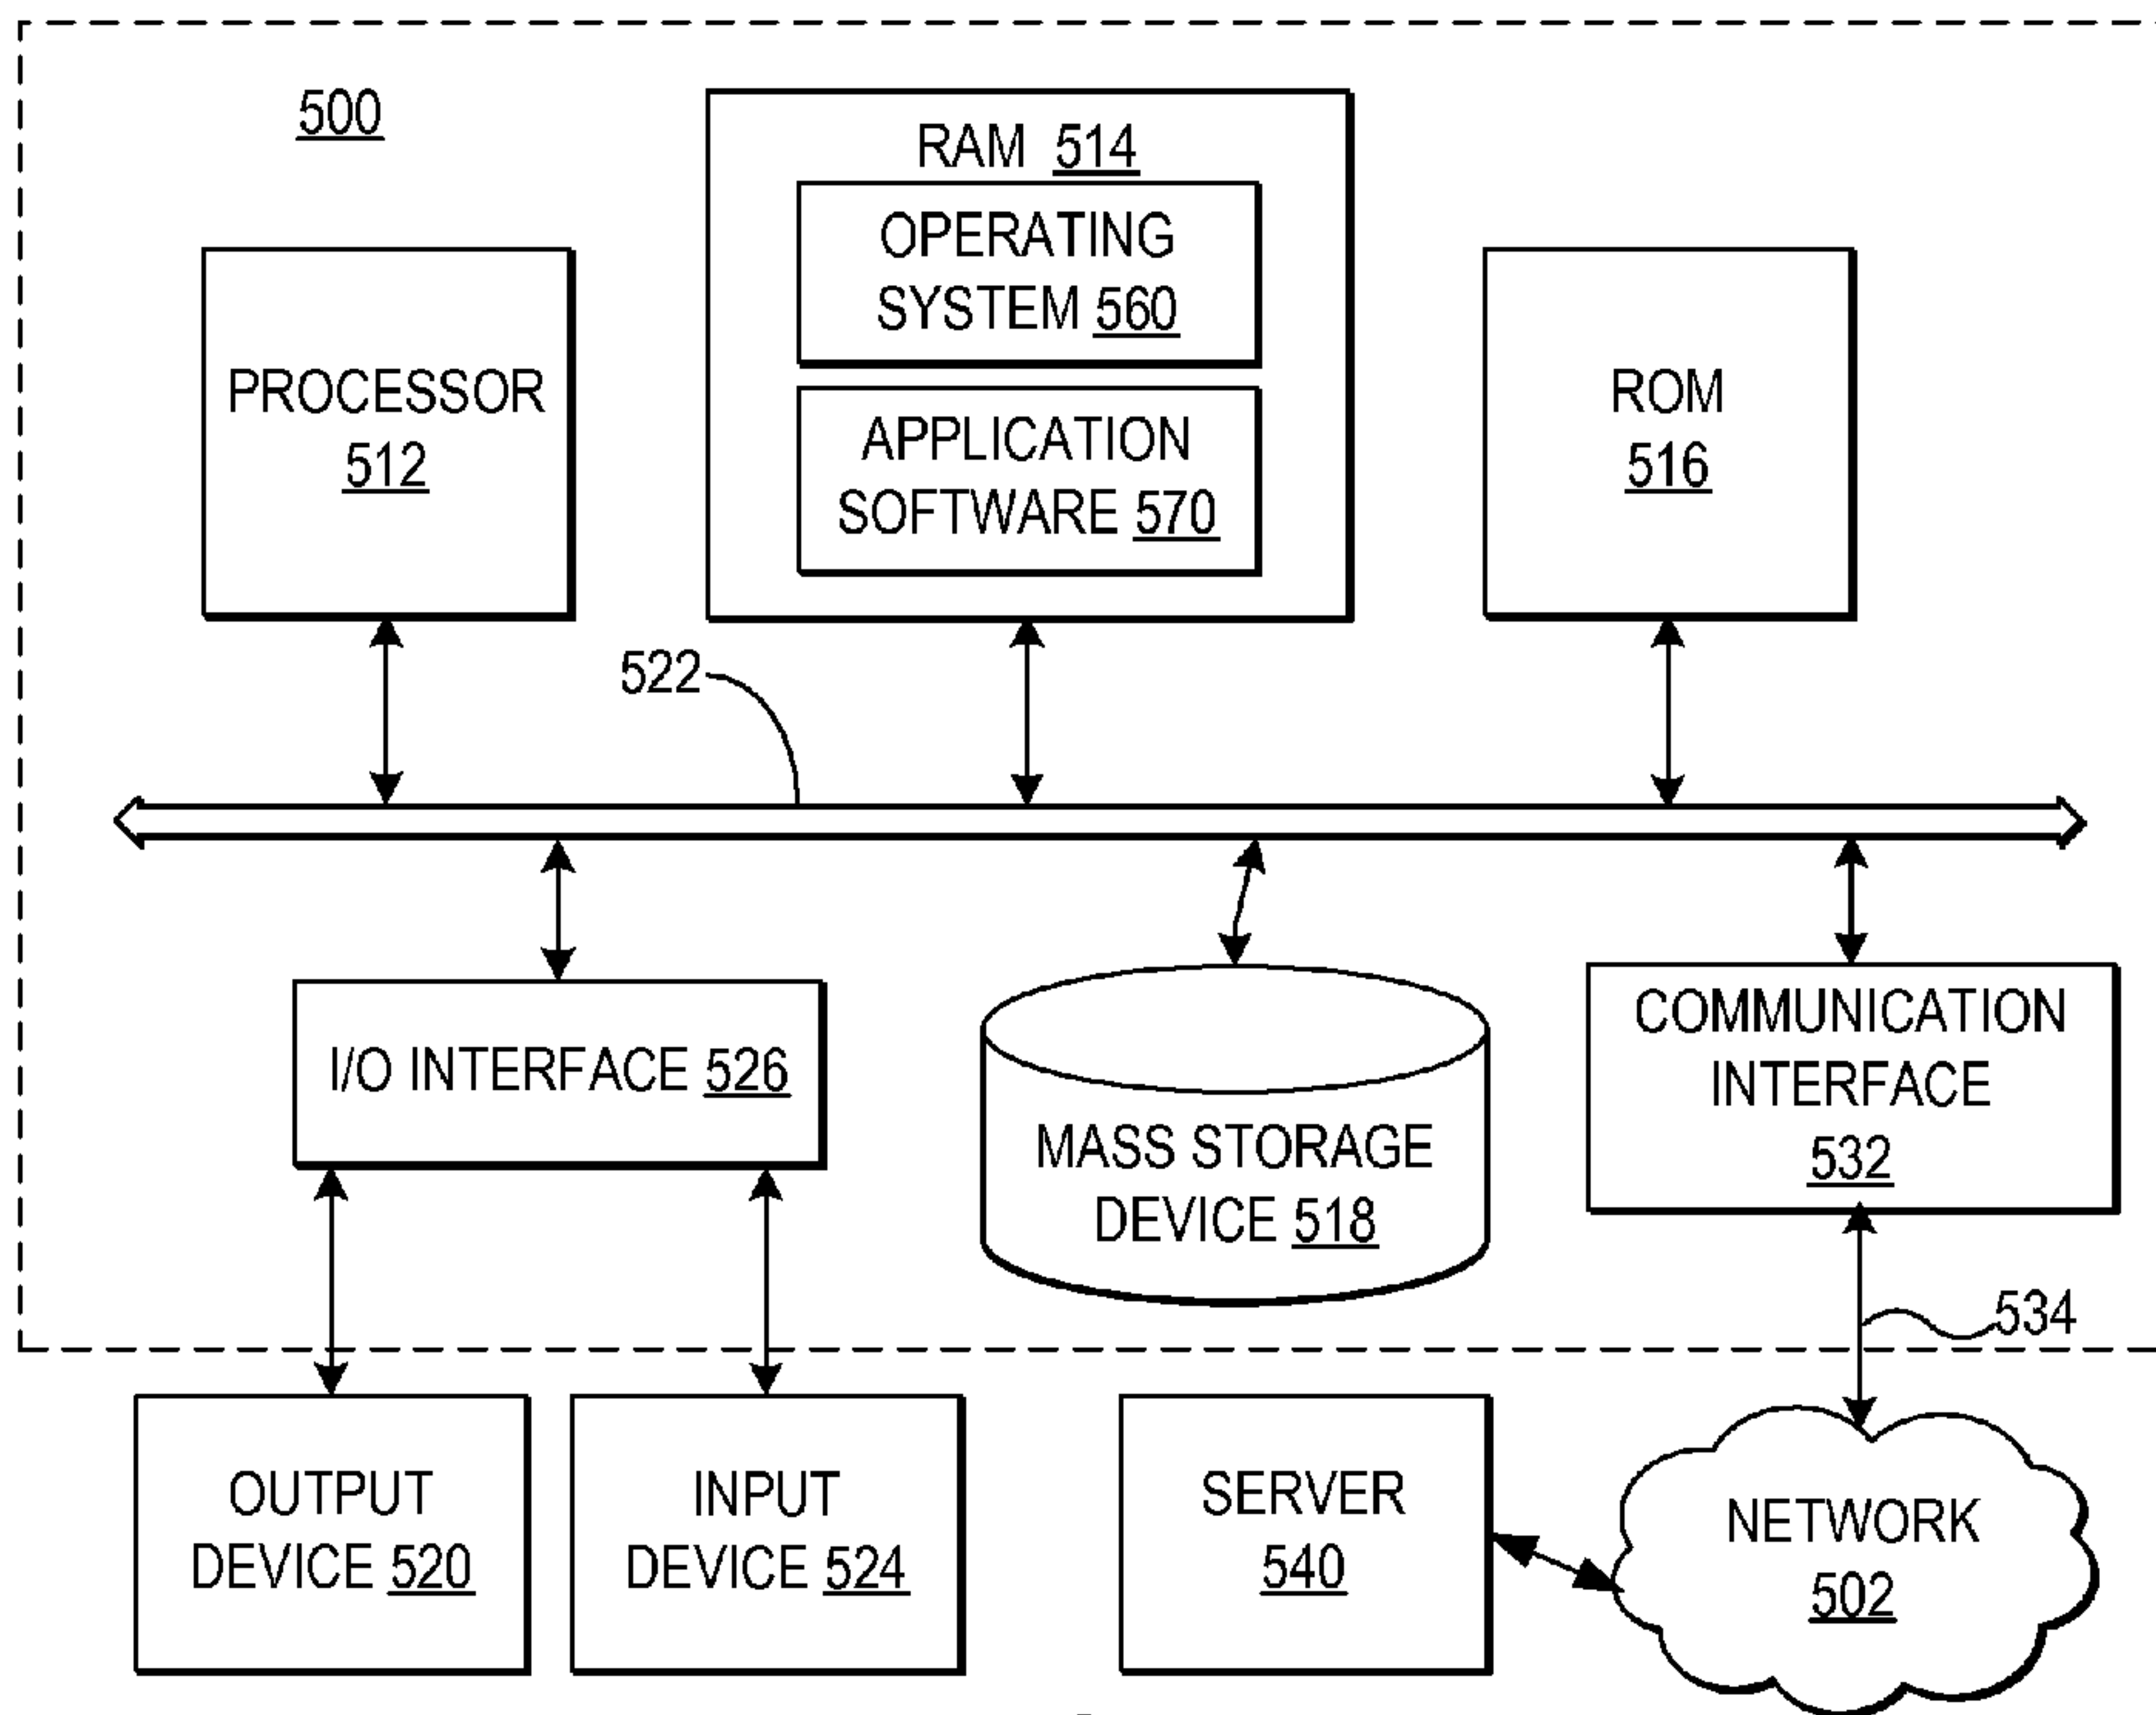 500
RAM 514
OPERATING
SYSTEM 560
APPLICATION
SOFTWARE 570
PROCESSOR
512
ROM
516
522
I/O INTERFACE 526
MASS STORAGE
DEVICE 518
COMMUNICATION
INTERFACE
532
534
OUTPUT
DEVICE 520
INPUT
DEVICE 524
SERVER
540
NETWORK
502